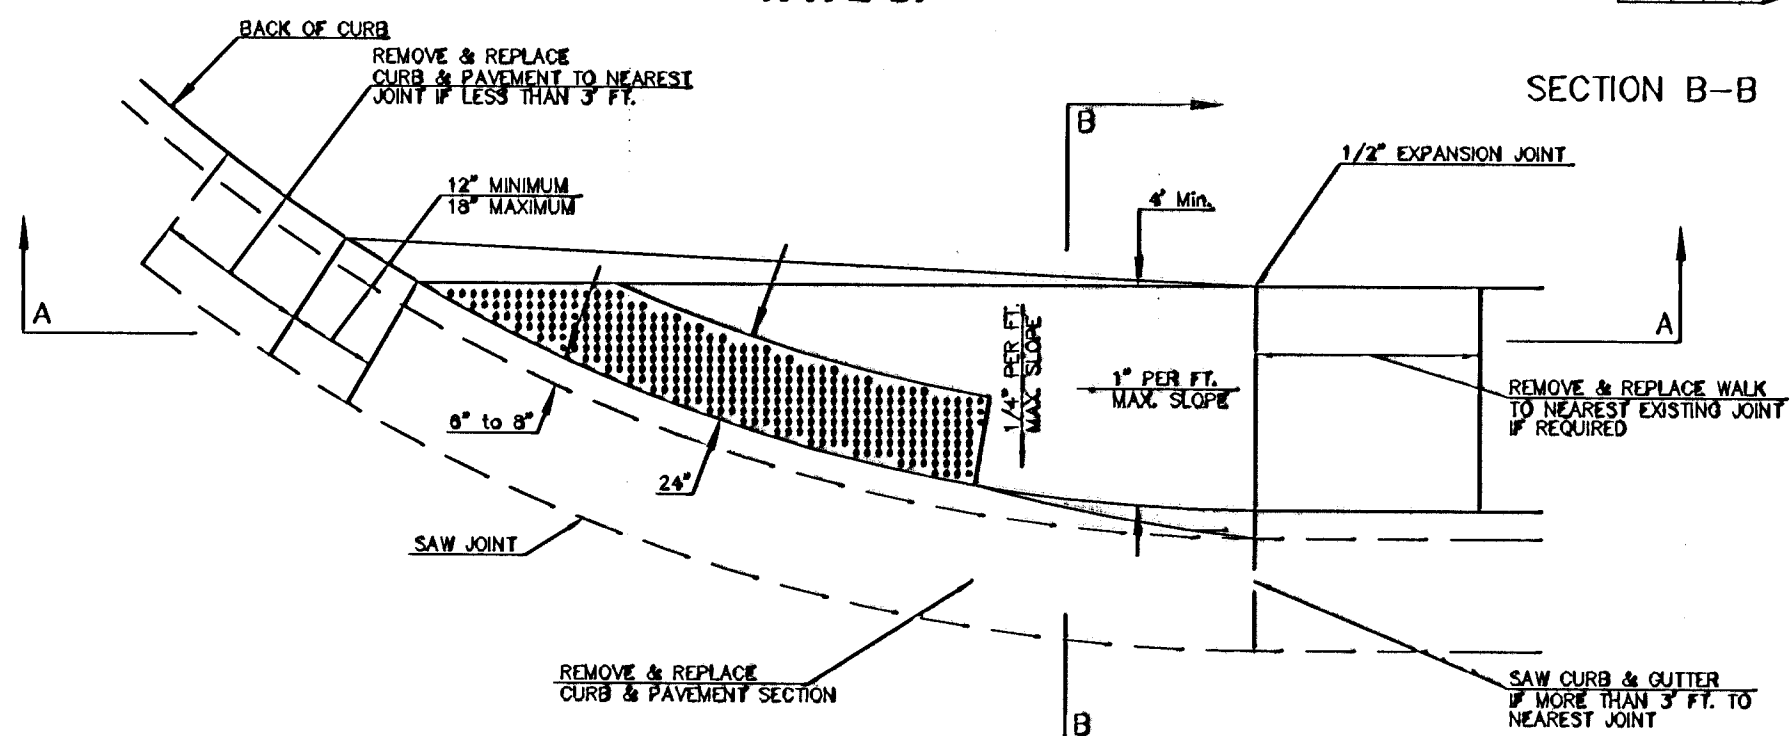 BACK OF CURB
REMOVE & REPLACE
CURB & PAVEMENT TO NEAREST
JOINT IF LESS THAN 3' FT.
SECTION B-B
B
1/2" EXPANSION JOINT
12" MINIMUM
18" MAXIMUM
4' Min.
A
A
1/4" PER FT.
MAX. SLOPE
1" PER FT.
MAX. SLOPE
REMOVE & REPLACE WALK
TO NEAREST EXISTING JOINT
IF REQUIRED
6" to 8"
24"
SAW JOINT
REMOVE & REPLACE
CURB & PAVEMENT SECTION
SAW CURB & GUTTER
IF MORE THAN 3' FT. TO
NEAREST JOINT
B